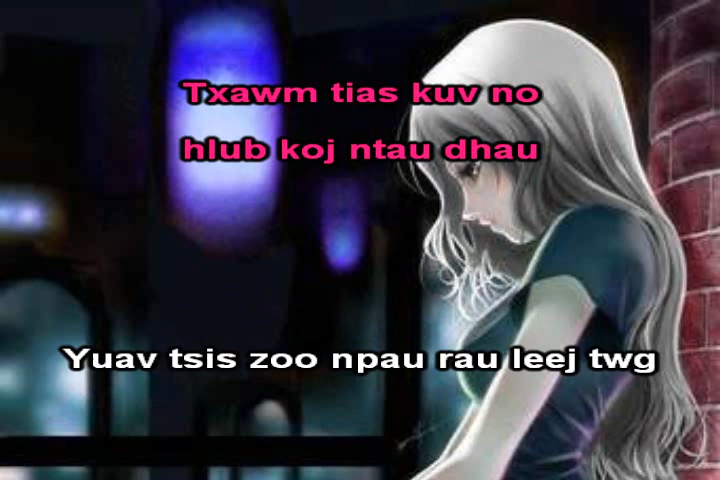 Txawm tias kuv no
hlub koj ntau dhau
Yuav tsis zoo npau rau leej twg